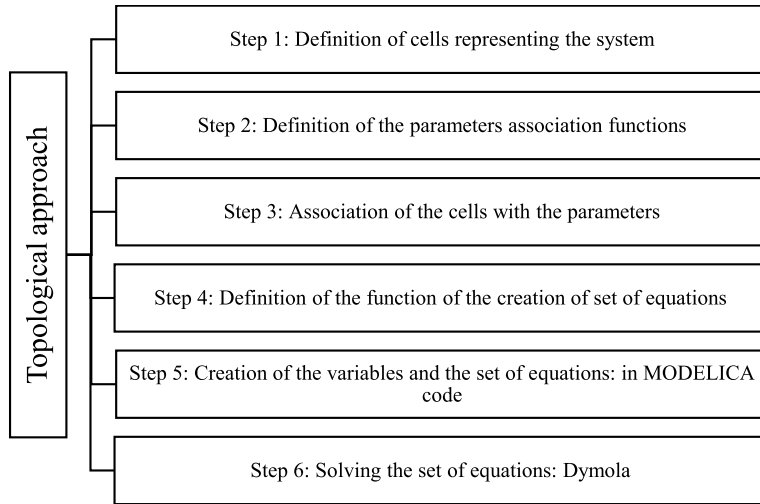 Topological approach
Step 1: Definition of cells representing the system
Step 2: Definition of the parameters association functions
Step 3: Association of the cells with the parameters
Step 4: Definition of the function of the creation of set of equations
Step 5: Creation of the variables and the set of equations: in MODELICA
code
Step 6: Solving the set of equations: Dymola